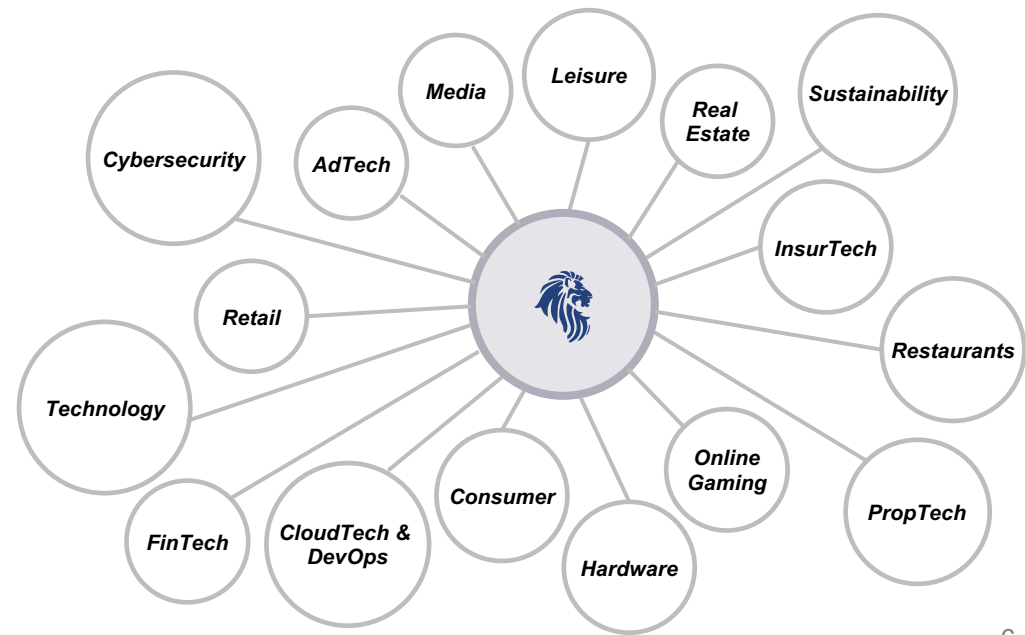 Leisure
Media
Sustainability
Real
Estate
Cybersecurity
AdTech
InsurTech
Retail
Restaurants
Technology
Online
Gaming
Consumer
PropTech
CloudTech &
DevOps
FinTech
Hardware